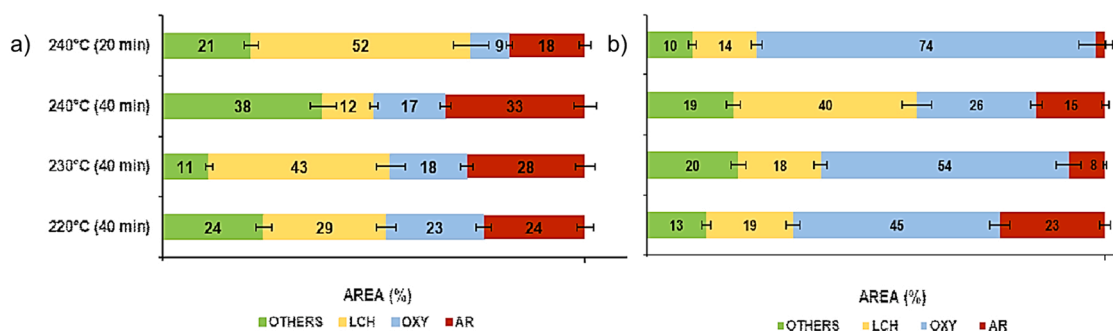 a)
240°C (20 min) 21 52 9 18
240°C (40 min) 38 12 17 33
230°C (40 min) 11 43 18 28
220°C (40 min) 24 29 23 24
AREA (%)
OTHERS LCH OXY AR
b)
10 14 74
19 40 26 15
20 18 54 8
13 19 45 23
AREA (%)
OTHERS LCH OXY AR